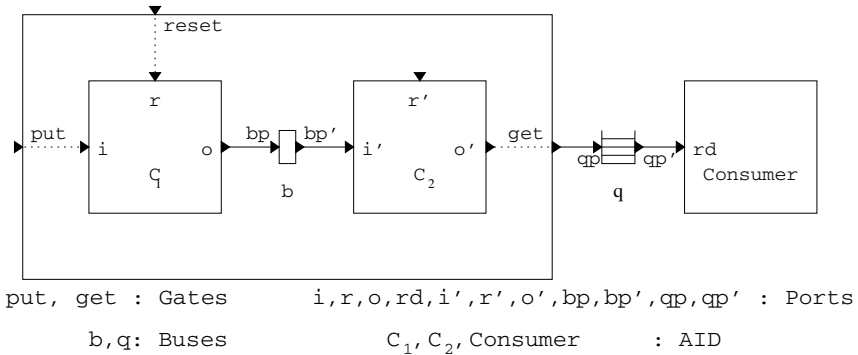 reset
r r'
put i o bp bp' i' o' get qp qp' rd
C₁ b C₂ q Consumer
put, get : Gates i,r,o,rd,i',r',o',bp,bp',qp,qp' : Ports
b,q: Buses C₁,C₂,Consumer : AID